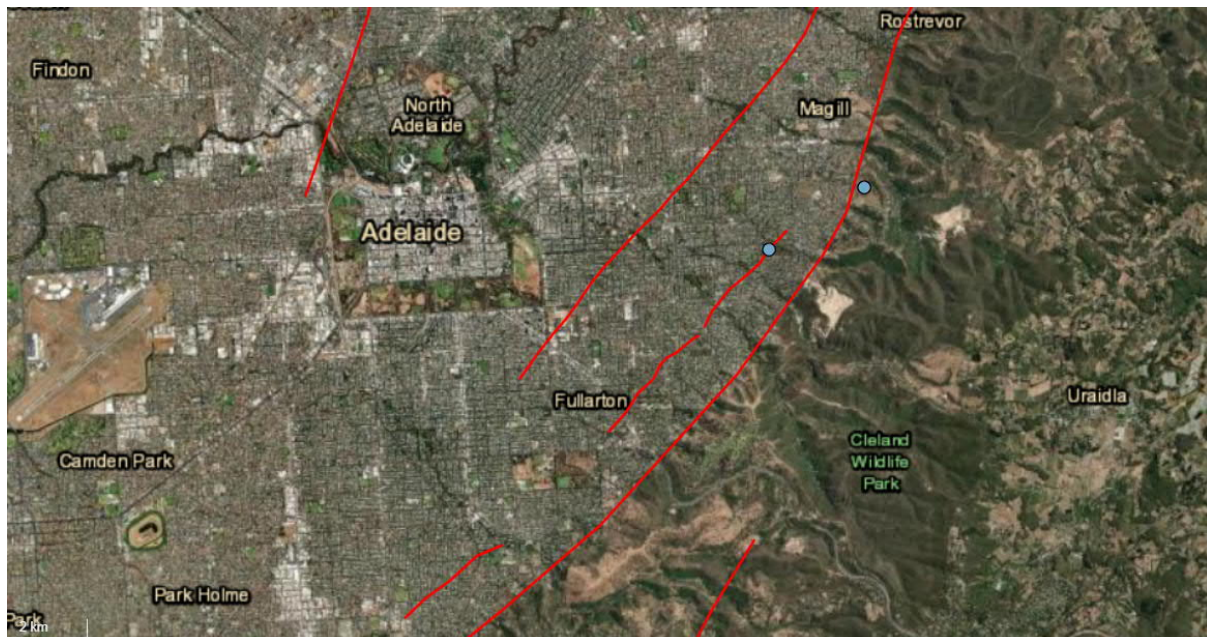 Rostrevor
Findon
North
Adelaide
Magill
Adelaide
Uraidla
Fullarton
Cleland
Wildlife
Park
Camden Park
Park Holme
Park
2 km